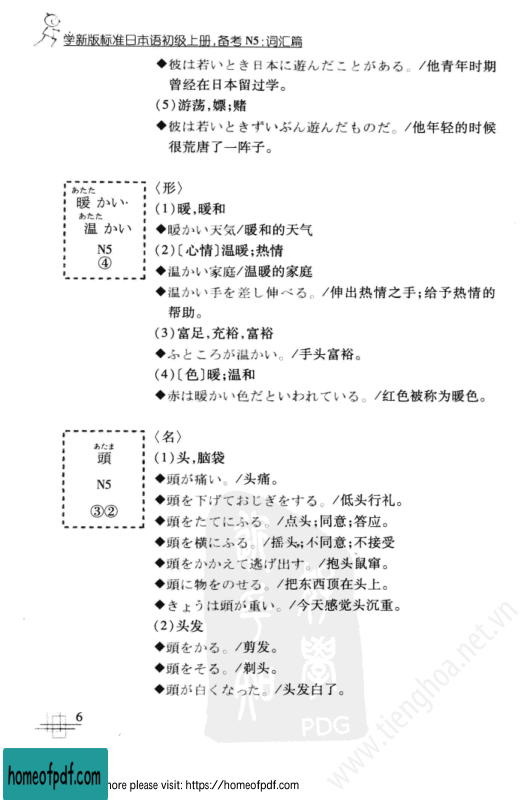 学新版标准日本语初级上册,备考 N5:词汇篇
◆彼は若いとき日本に遊んだことがある。/他青年时期
曾经在日本留过学。
(5)游荡,嫖;赌
◆彼は若いときずいぶん遊んだものだ。/他年轻的时候
很荒唐了一阵子。
あたた
暖 かい·
あたた
温 かい
N5
④
〈形〉
(1)暖,暖和
◆暖かい天気/暖和的天气
(2)〔心情〕温暖;热情
◆温かい家庭/温暖的家庭
◆温かい手を差し伸べる。/伸出热情之手;给予热情的
帮助。
(3)富足,充裕,富裕
◆ふところが温かい。/手头富裕。
(4)〔色〕暖;温和
◆赤は暖かい色だといわれている。/红色被称为暖色。
あたま
頭
N5
③②
〈名〉
(1)头,脑袋
◆頭が痛い。/头痛。
◆頭を下げておじぎをする。/低头行礼。
◆頭をたてにふる。/点头;同意;答应。
◆頭を横にふる。/摇头;不同意;不接受
◆頭をかかえて逃げ出す。/抱头鼠窜。
◆頭に物をのせる。/把东西顶在头上。
◆きょうは頭が重い。/今天感觉头沉重。
(2)头发
◆頭をかる。/剪发。
◆頭をそる。/剃头。
◆頭が白くなった。/头发白了。
PDG
www.tienghoa.net.vn
6
homeofpdf.com
more please visit: https://homeofpdf.com